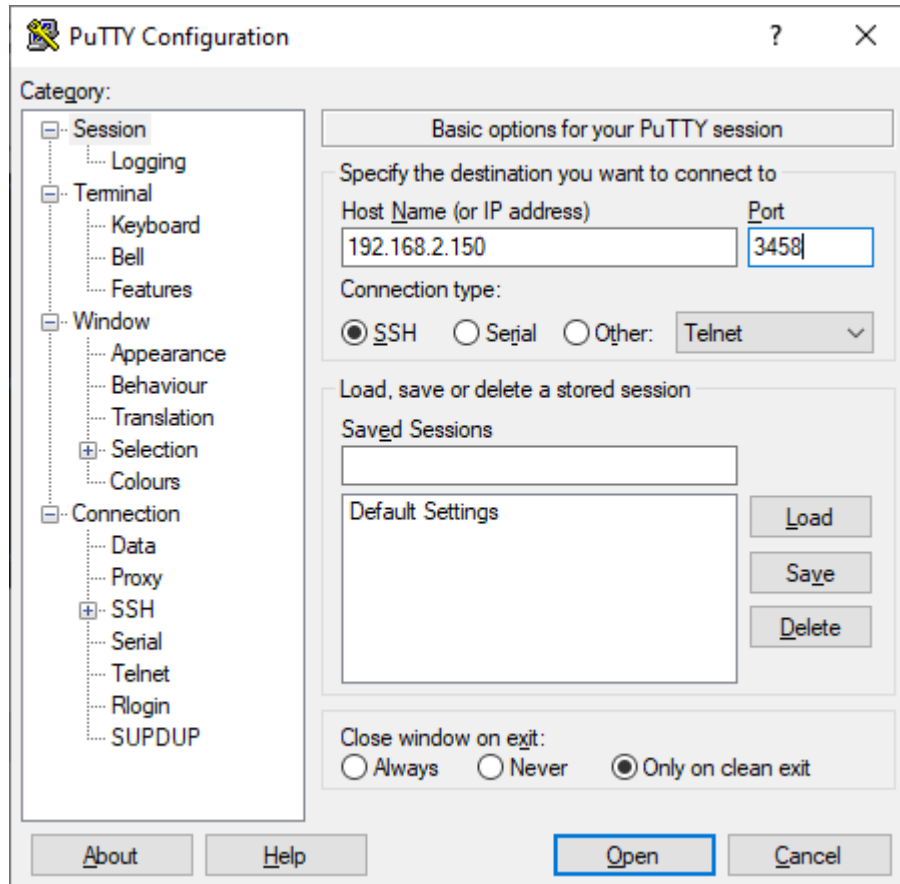 PuTTY Configuration
?
Category:
Session
Logging
Terminal
Keyboard
Bell
Features
Window
Appearance
Behaviour
Translation
Selection
Colours
Connection
Data
Proxy
SSH
Serial
Telnet
Rlogin
SUPDUP
Basic options for your PuTTY session
Specify the destination you want to connect to
Host Name (or IP address) Port
192.168.2.150 3458
Connection type:
SSH Serial Other: Telnet
Load, save or delete a stored session
Saved Sessions
Default Settings
Load
Save
Delete
Close window on exit:
Always Never Only on clean exit
About Help Open Cancel